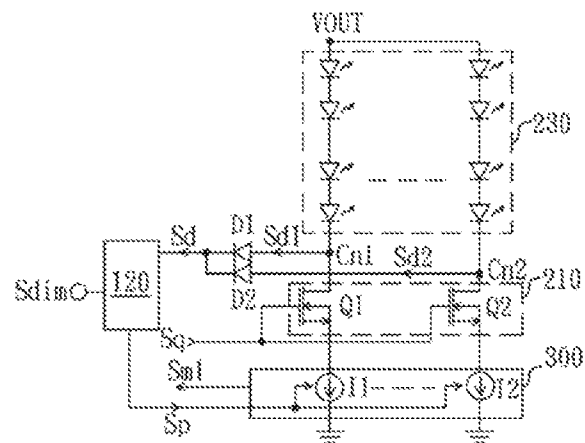 VOUT
230
Sd D1 Sd1 Cn1 Sd2 Cn2
D2
120
Sdim
Q1 Q2 210
Sq
Sm1 300
I1 I2
Sp